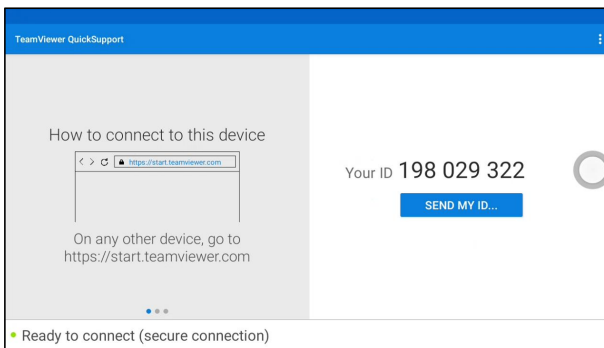 TeamViewer QuickSupport
How to connect to this device
https://start.teamviewer.com
On any other device, go to
https://start.teamviewer.com
Your ID 198 029 322
SEND MY ID...
Ready to connect (secure connection)